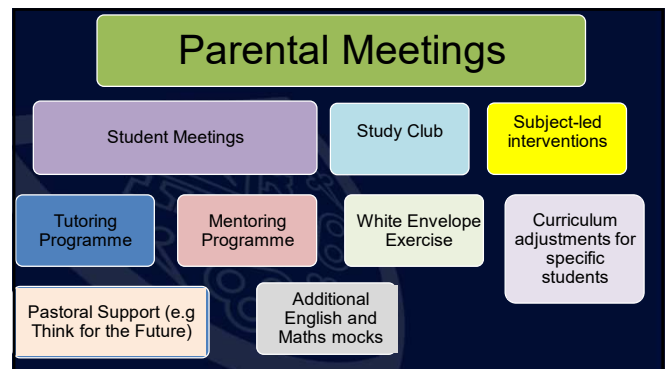 Parental Meetings
Student Meetings
Study Club
Subject-led
interventions
Tutoring
Programme
Mentoring
Programme
White Envelope
Exercise
Curriculum
adjustments for
specific
students
Pastoral Support (e.g
Think for the Future)
Additional
English and
Maths mocks